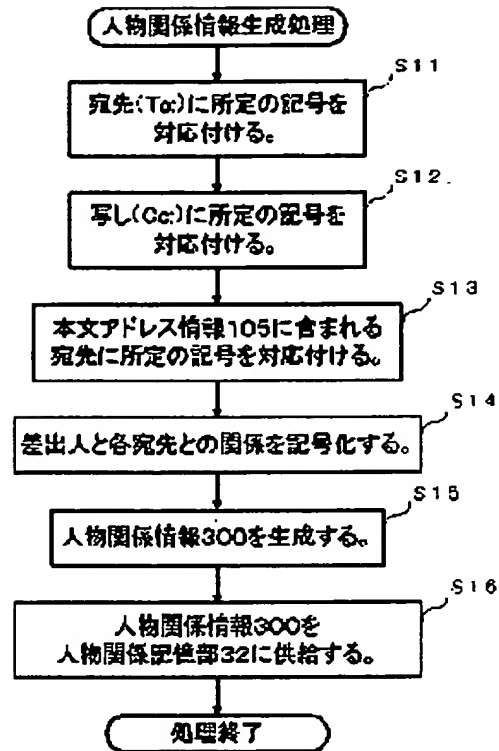 人物関係情報生成処理
S11
宛先(To:)に所定の記号を
対応付ける。
S12
写し(Cc:)に所定の記号を
対応付ける。
S13
本文アドレス情報105に含まれる
宛先に所定の記号を対応付ける。
S14
差出人と各宛先との関係を記号化する。
S15
人物関係情報300を生成する。
S16
人物関係情報300を
人物関係記憶部32に供給する。
処理終了